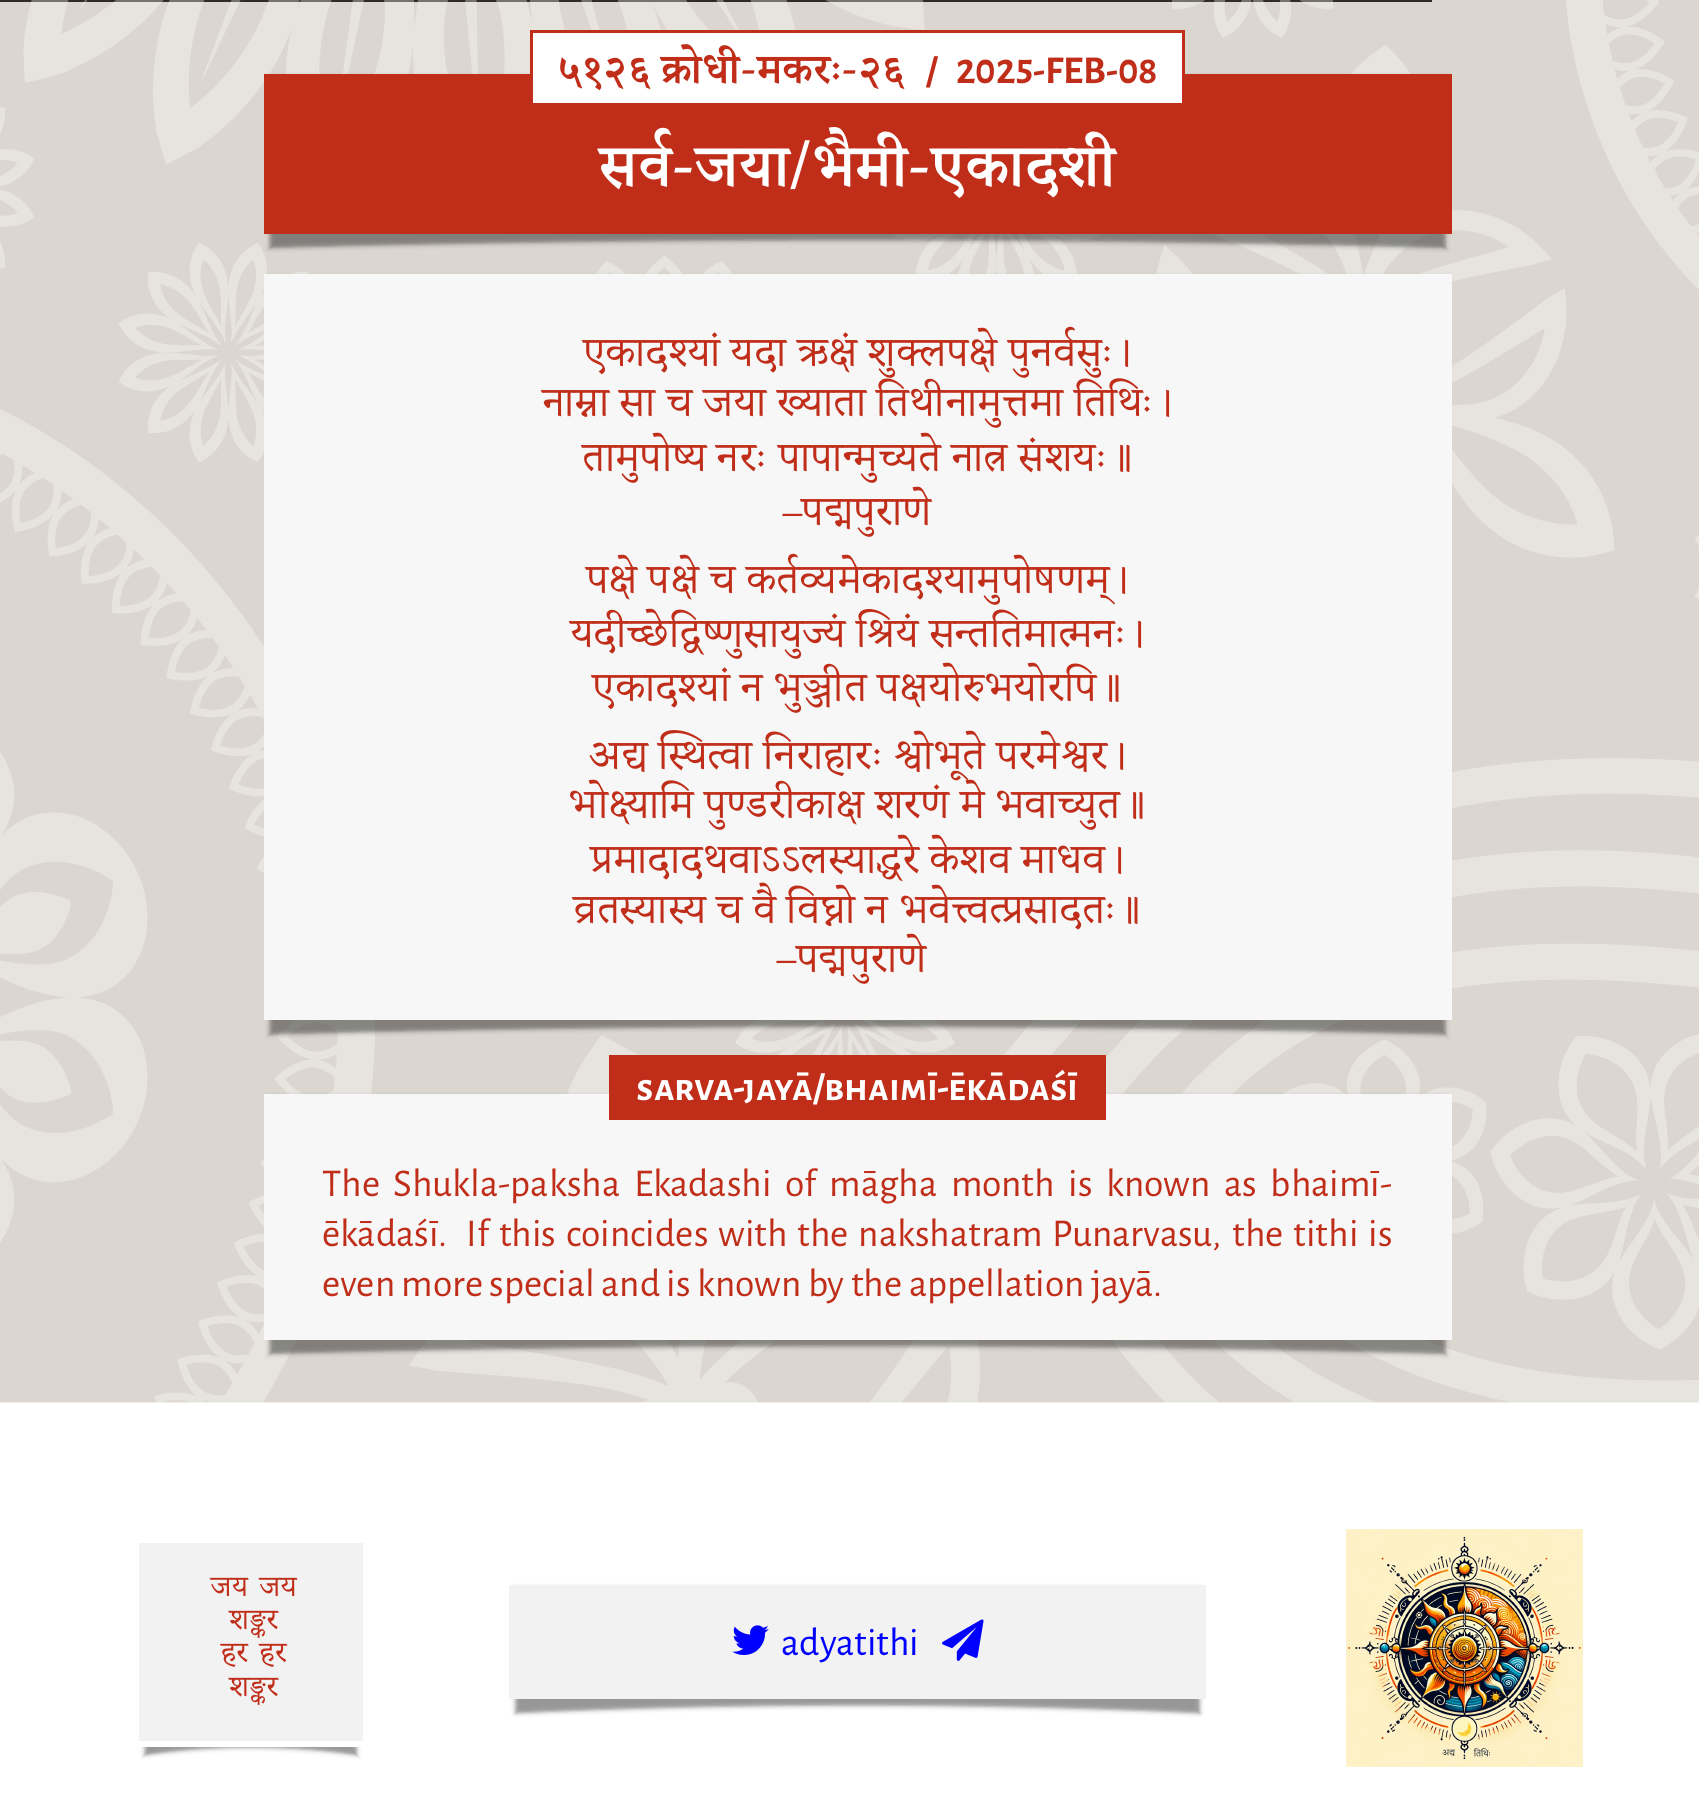 ५१२६ क्रोधी-मकरः-२६ / 2025-FEB-08
सर्व-जया/भैमी-एकादशी
एकादश्यां यदा ऋक्षं शुक्लपक्षे पुनर्वसुः।
नाम्ना सा च जया ख्याता तिथीनामुत्तमा तिथिः।
तामुपोष्य नरः पापान्मुच्यते नात्र संशयः॥
–पद्मपुराणे
पक्षे पक्षे च कर्तव्यमेकादश्यामुपोषणम्।
यदीच्छेद्विष्णुसायुज्यं श्रियं सन्ततिमात्मनः।
एकादश्यां न भुञ्जीत पक्षयोरुभयोरपि॥
अद्य स्थित्वा निराहारः श्वोभूते परमेश्वर।
भोक्ष्यामि पुण्डरीकाक्ष शरणं मे भवाच्युत॥
प्रमादादथवाऽऽलस्याद्धरे केशव माधव।
व्रतस्यास्य च वै विघ्नो न भवेत्त्वत्प्रसादतः॥
–पद्मपुराणे
SARVA-JAYĀ/BHAIMĪ-ĒKĀDAŚĪ
The Shukla-paksha Ekadashi of māgha month is known as bhaimī-
ēkādaśī. If this coincides with the nakshatram Punarvasu, the tithi is
even more special and is known by the appellation jayā.
जय जय
शङ्कर
हर हर
शङ्कर
adyatithi
अद्य तिथिः